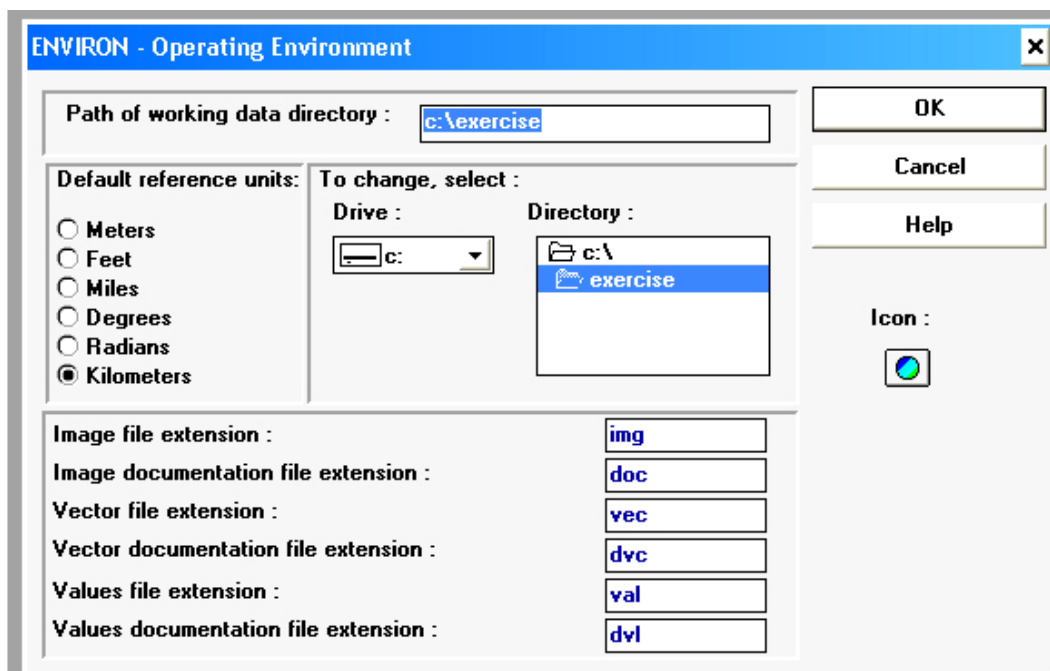 ENVIRON - Operating Environment
Path of working data directory : c:\exercise
OK
Cancel
Help
Default reference units:
Meters
Feet
Miles
Degrees
Radians
Kilometers
To change, select :
Drive :
c:
Directory :
c:\
exercise
Icon :
Image file extension : img
Image documentation file extension : doc
Vector file extension : vec
Vector documentation file extension : dvc
Values file extension : val
Values documentation file extension : dvl